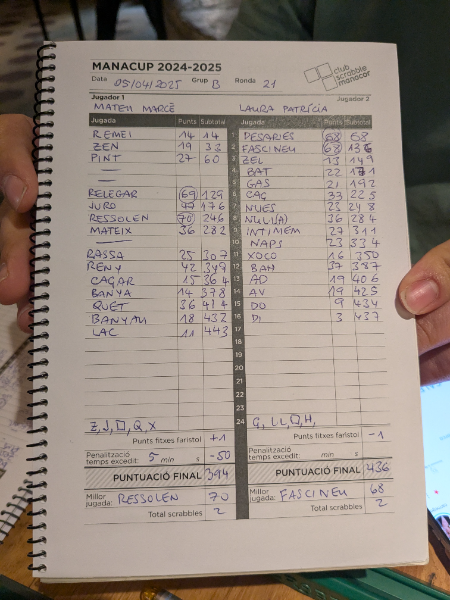 MANACUP 2024-2025
club scrabble manacor
Data 05/04/2025 Grup B Ronda 21
Jugador 1 Jugador 2
MATEU MARCÉ LAURA PATRÍCIA
Jugada Punts Subtotal Jugada Punts Subtotal
REMEI 14 14 1 DESARIES 68 68
ZEN 19 33 2 FASCINEU 68 136
PINT 27 60 3 ZEL 13 149
— 4 BAT 22 171
— 5 GAS 21 192
RELEGAR 69 129 6 CAÇ 33 225
JURO 47 176 7 NUES 23 248
RESSOLEN 70 246 8 NUL(L)A) 36 284
MATEIX 36 282 9 INTIMEM 27 311
— 10 NAPS 23 334
RASSA 25 307 11 XOCO 16 350
RENY 42 349 12 BAH 37 387
CAGAR 15 364 13 AD 19 406
BANYA 14 378 14 AV 19 425
QUET 36 414 15 DO 9 434
BANYAM 18 432 16 DI 3 437
LAC 11 443 17
18
19
20
21
22
23
Z, J, □, Q, X 24 G, LL, □, H,
Punts fitxes faristol +1 Punts fitxes faristol -1
Penalització temps excedit: 5 min s -50 Penalització temps excedit: min s
PUNTUACIÓ FINAL 394 PUNTUACIÓ FINAL 436
Millor jugada: RESSOLEN 70 Millor jugada: FASCINEU 68
Total scrabbles 2 Total scrabbles 2